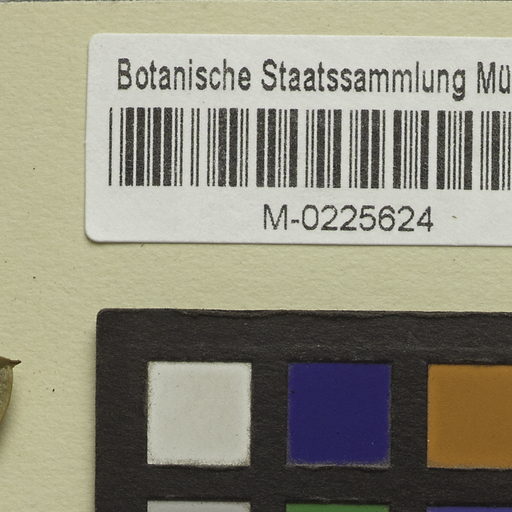 Botanische Staatssammlung Mü
M-0225624